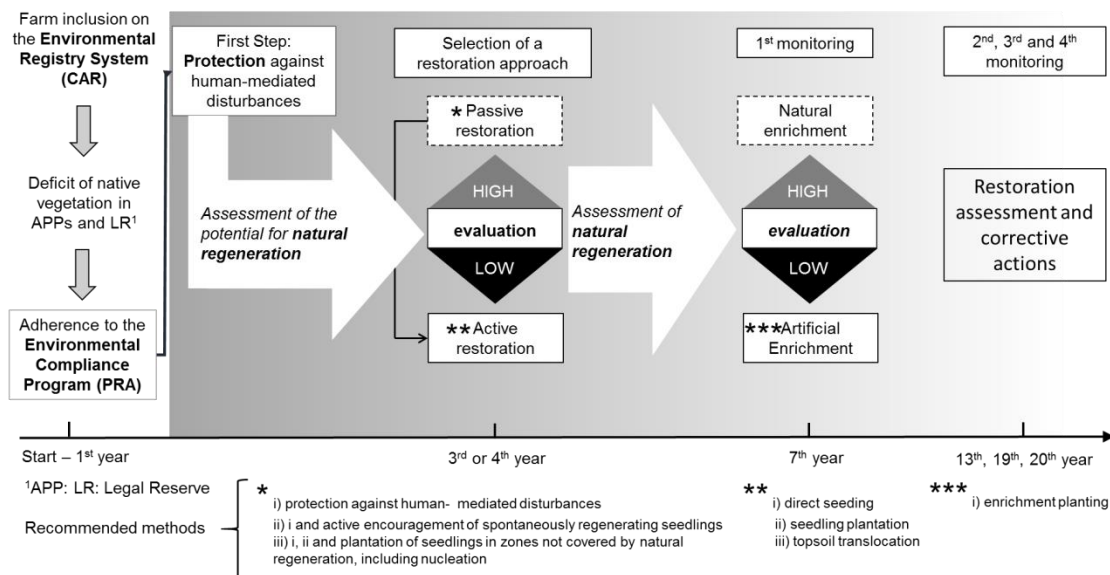 Farm inclusion on
the Environmental
Registry System
(CAR)
Deficit of native
vegetation in
APPs and LR¹
Adherence to the
Environmental
Compliance
Program (PRA)
First Step:
Protection against
human-mediated
disturbances
Assessment of the
potential for natural
regeneration
Selection of a
restoration approach
* Passive
restoration
HIGH
evaluation
LOW
** Active
restoration
Assessment of
natural
regeneration
1st monitoring
Natural
enrichment
HIGH
evaluation
LOW
*** Artificial
Enrichment
2nd, 3rd and 4th
monitoring
Restoration
assessment and
corrective
actions
Start – 1st year
3rd or 4th year
7th year
13th, 19th, 20th year
¹APP: LR: Legal Reserve
Recommended methods
*
i) protection against human- mediated disturbances
ii) i and active encouragement of spontaneously regenerating seedlings
iii) i, ii and plantation of seedlings in zones not covered by natural
regeneration, including nucleation
**
i) direct seeding
ii) seedling plantation
iii) topsoil translocation
***
i) enrichment planting